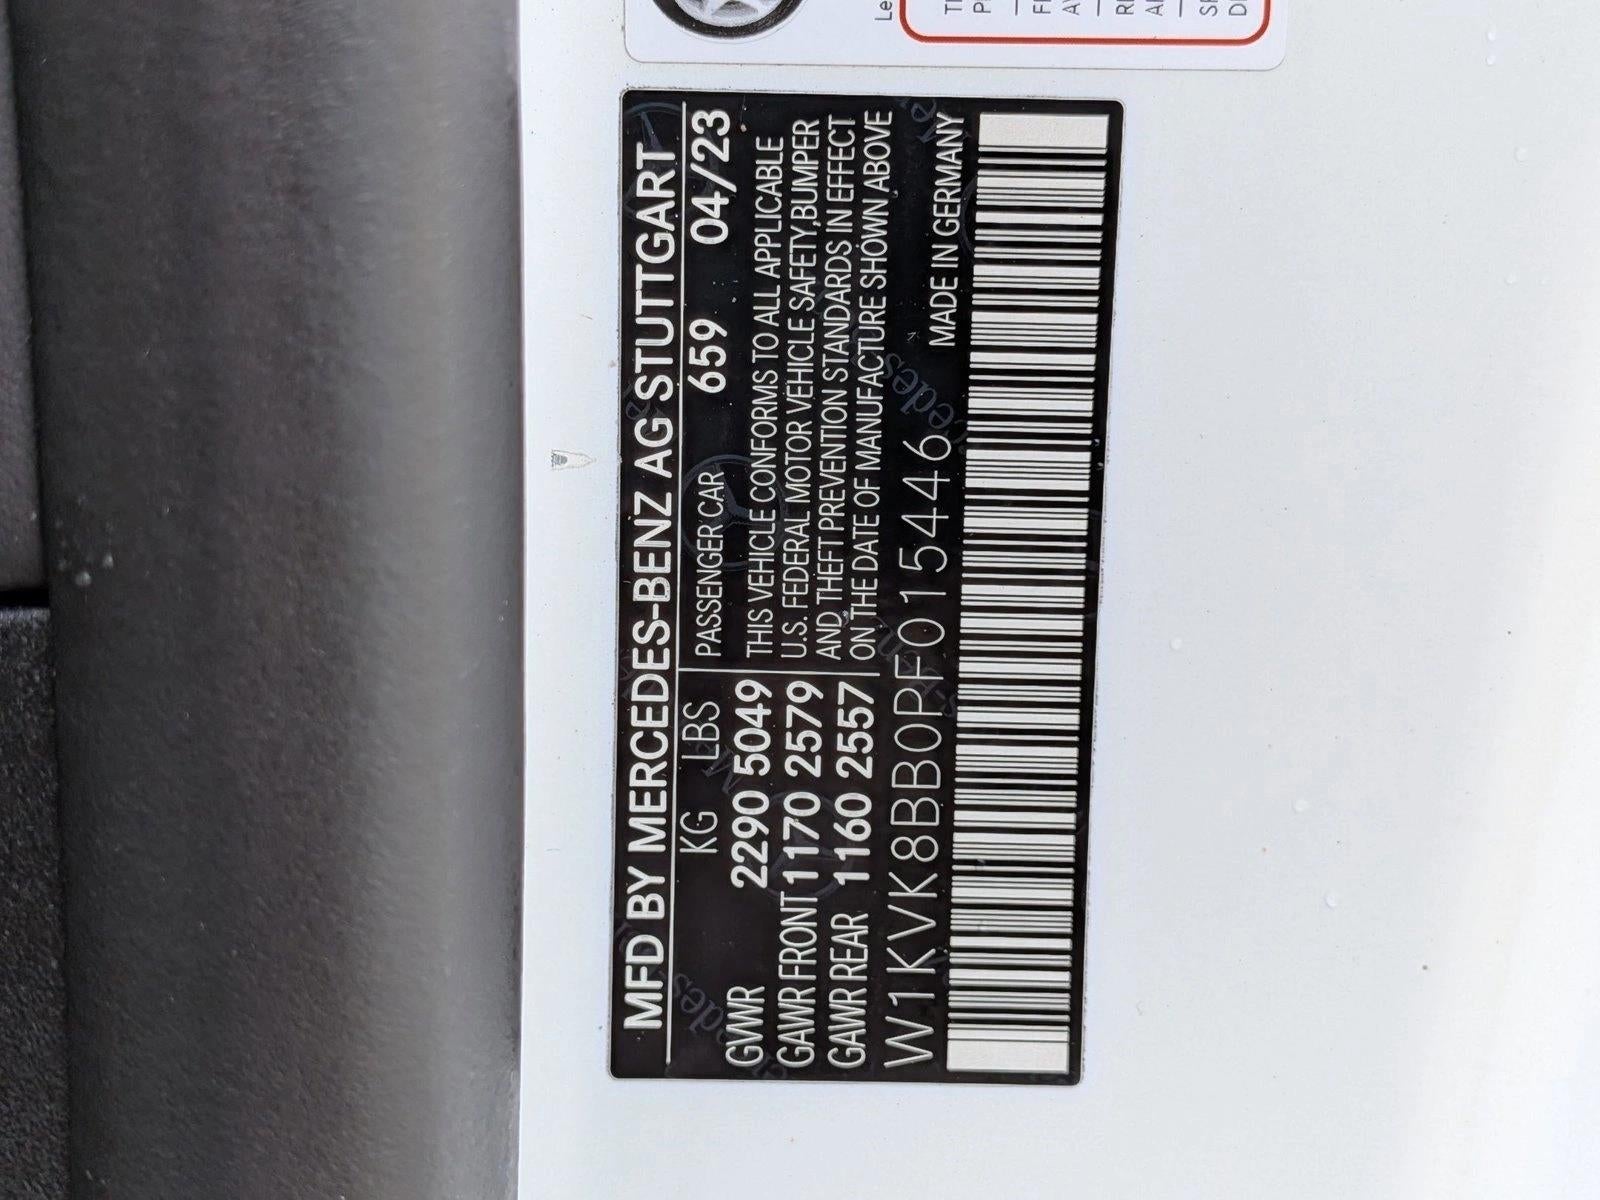 MFD BY MERCEDES-BENZ AG STUTTGART
KG LBS
GVWR 2290 5049
GAWR FRONT 1170 2579
GAWR REAR 1160 2557
PASSENGER CAR 659 04/23
THIS VEHICLE CONFORMS TO ALL APPLICABLE
U.S. FEDERAL MOTOR VEHICLE SAFETY,BUMPER
AND THEFT PREVENTION STANDARDS IN EFFECT
ON THE DATE OF MANUFACTURE SHOWN ABOVE
W1KVK8BB0PF015446
MADE IN GERMANY